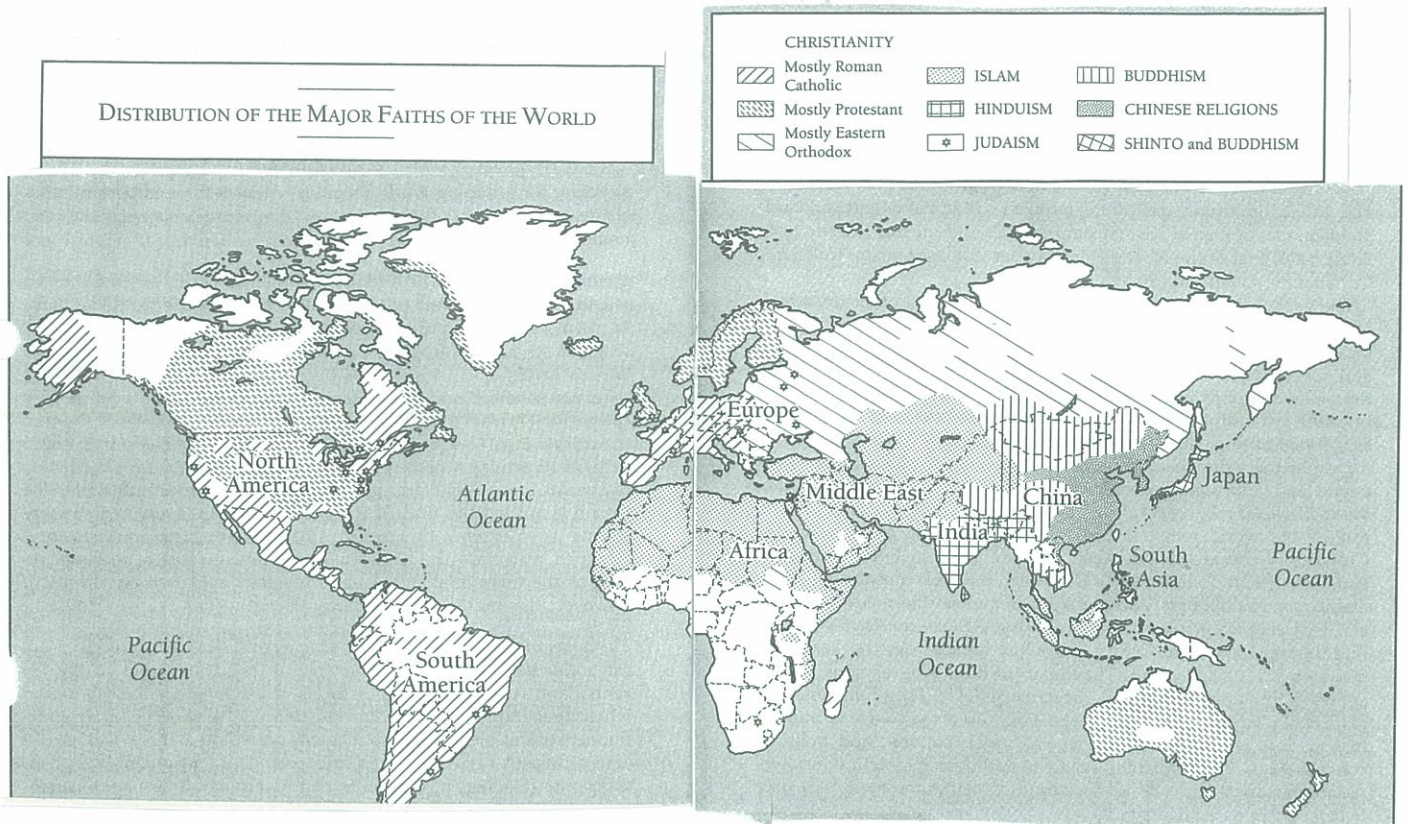 DISTRIBUTION OF THE MAJOR FAITHS OF THE WORLD
CHRISTIANITY
Mostly Roman
Catholic
Mostly Protestant
Mostly Eastern
Orthodox
ISLAM
HINDUISM
JUDAISM
BUDDHISM
CHINESE RELIGIONS
SHINTO and BUDDHISM
North
America
Atlantic
Ocean
Europe
Middle East
Africa
India
China
Japan
South
Asia
Pacific
Ocean
Pacific
Ocean
South
America
Indian
Ocean